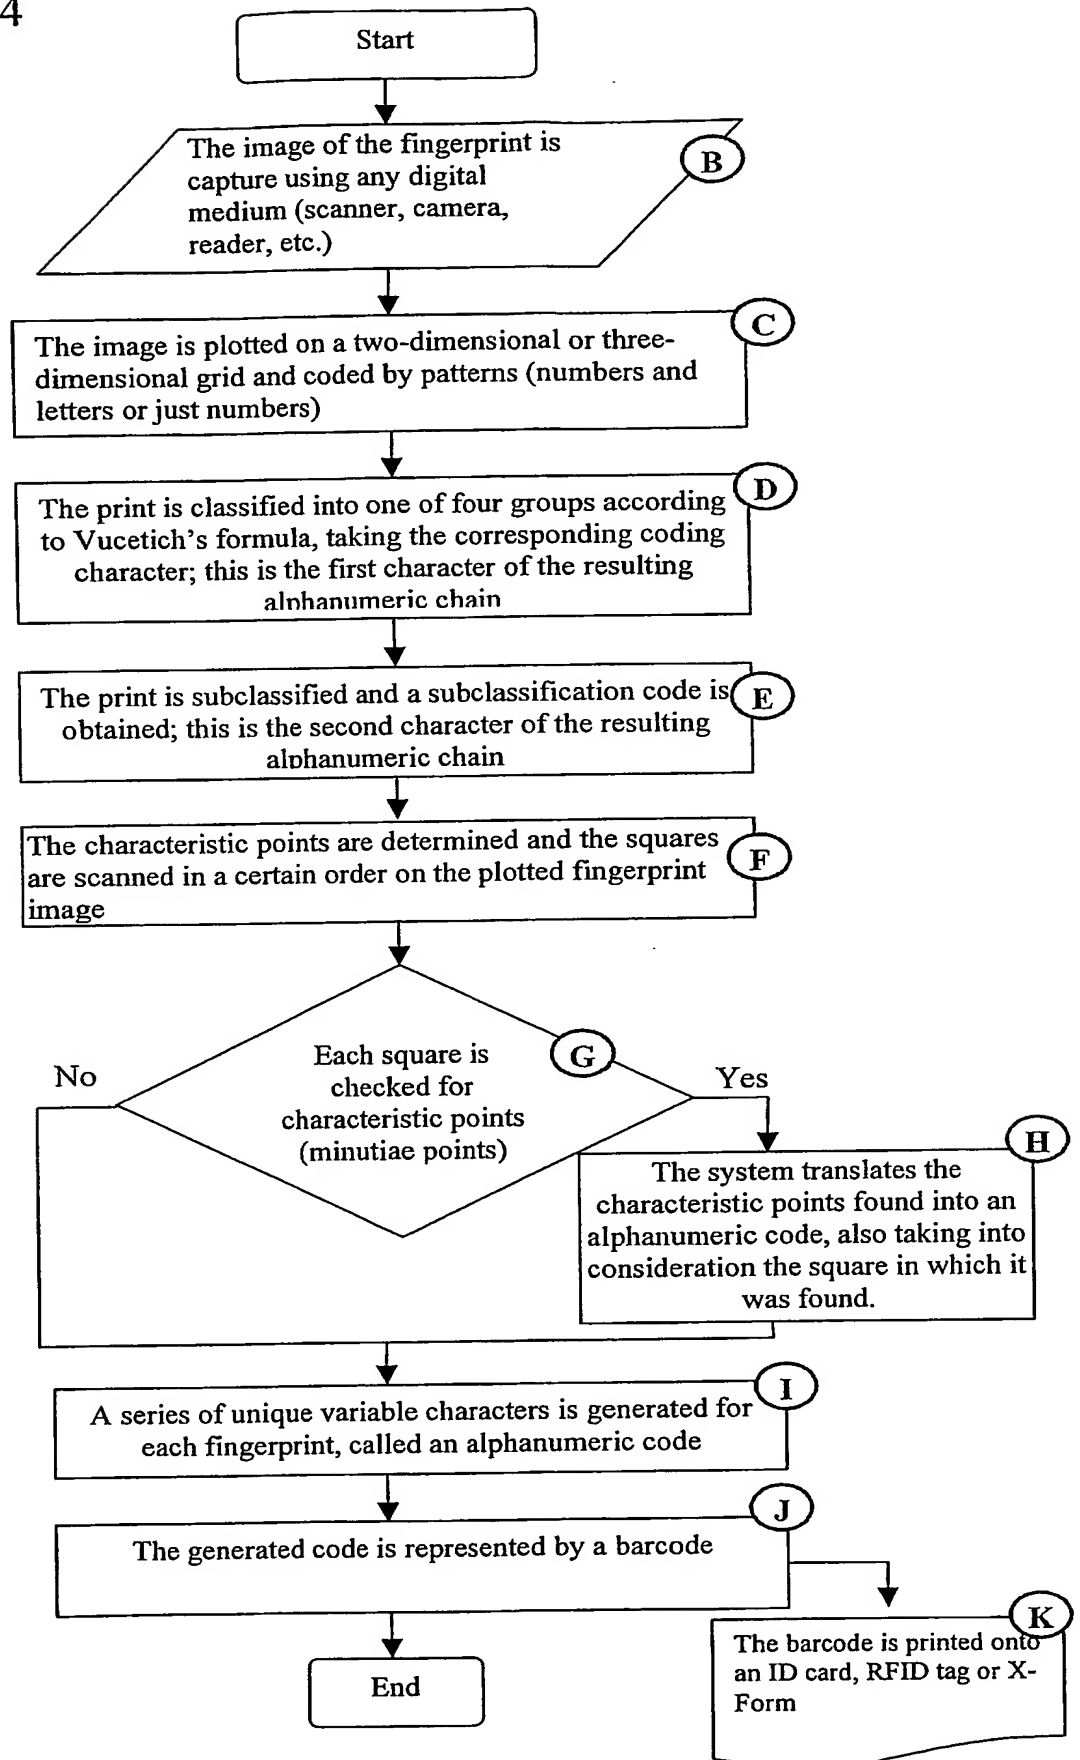 4
Start
The image of the fingerprint is
capture using any digital
medium (scanner, camera,
reader, etc.)
B
C
The image is plotted on a two-dimensional or three-
dimensional grid and coded by patterns (numbers and
letters or just numbers)
D
The print is classified into one of four groups according
to Vucetich's formula, taking the corresponding coding
character; this is the first character of the resulting
alphanumeric chain
E
The print is subclassified and a subclassification code is
obtained; this is the second character of the resulting
alphanumeric chain
F
The characteristic points are determined and the squares
are scanned in a certain order on the plotted fingerprint
image
G
Each square is
checked for
characteristic points
(minutiae points)
No
Yes
H
The system translates the
characteristic points found into an
alphanumeric code, also taking into
consideration the square in which it
was found.
I
A series of unique variable characters is generated for
each fingerprint, called an alphanumeric code
J
The generated code is represented by a barcode
K
The barcode is printed onto
an ID card, RFID tag or X-
Form
End